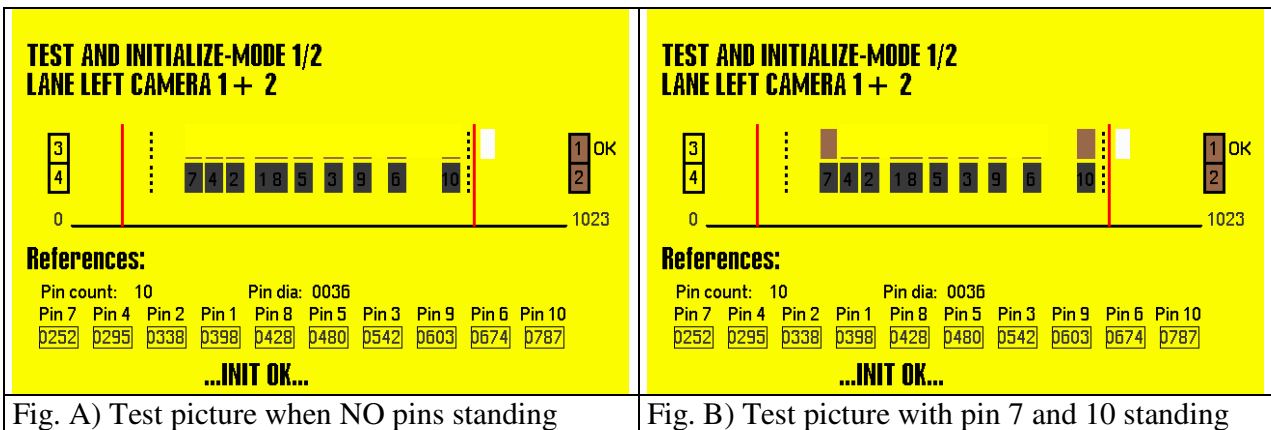 TEST AND INITIALIZE-MODE 1/2
LANE LEFT CAMERA 1 + 2
3 1 OK
4 7 4 2 1 8 5 3 9 6 10 2
0 1023
References:
Pin count: 10 Pin dia: 0036
Pin 7 Pin 4 Pin 2 Pin 1 Pin 8 Pin 5 Pin 3 Pin 9 Pin 6 Pin 10
0252 0295 0338 0398 0428 0480 0542 0603 0674 0787
...INIT OK...
Fig. A) Test picture when NO pins standing
TEST AND INITIALIZE-MODE 1/2
LANE LEFT CAMERA 1 + 2
3 1 OK
4 7 4 2 1 8 5 3 9 6 10 2
0 1023
References:
Pin count: 10 Pin dia: 0036
Pin 7 Pin 4 Pin 2 Pin 1 Pin 8 Pin 5 Pin 3 Pin 9 Pin 6 Pin 10
0252 0295 0338 0398 0428 0480 0542 0603 0674 0787
...INIT OK...
Fig. B) Test picture with pin 7 and 10 standing